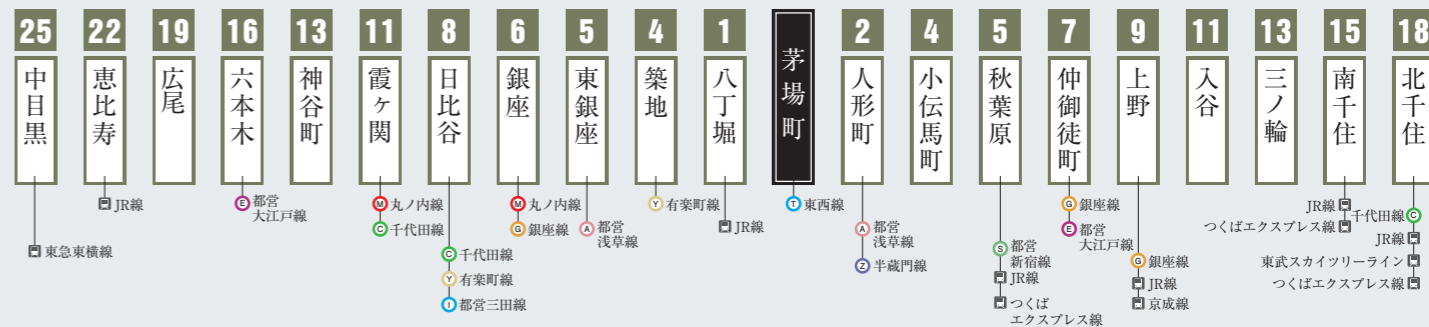 25
中目黒
東急東横線
22
恵比寿
JR線
19
広尾
16
六本木
E
都営
大江戸線
13
神谷町
11
霞ヶ関
M 丸ノ内線
C 千代田線
8
日比谷
C 千代田線
Y 有楽町線
I 都営三田線
6
銀座
M 丸ノ内線
G 銀座線
5
東銀座
A 都営
浅草線
4
築地
Y 有楽町線
1
八丁堀
JR線
茅場町
T 東西線
2
人形町
A 都営
浅草線
Z 半蔵門線
4
小伝馬町
5
秋葉原
S 都営
新宿線
JR線
つくば
エクスプレス線
7
仲御徒町
G 銀座線
E 都営
大江戸線
9
上野
G 銀座線
JR線
京成線
11
入谷
13
三ノ輪
15
南千住
JR線
つくばエクスプレス線
18
北千住
千代田線 C
JR線
東武スカイツリーライン
つくばエクスプレス線